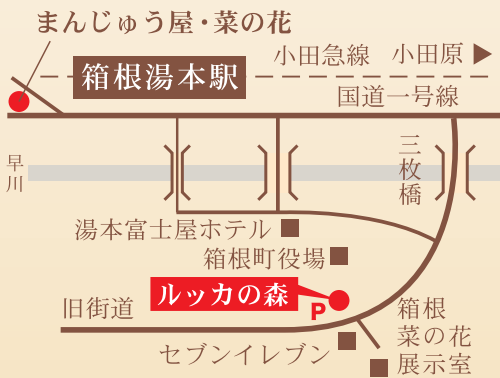 まんじゅう屋・菜の花
小田急線 小田原
箱根湯本駅
国道一号線
早川
三枚橋
湯本富士屋ホテル
箱根町役場
ルッカの森
P
旧街道
箱根
菜の花
展示室
セブンイレブン